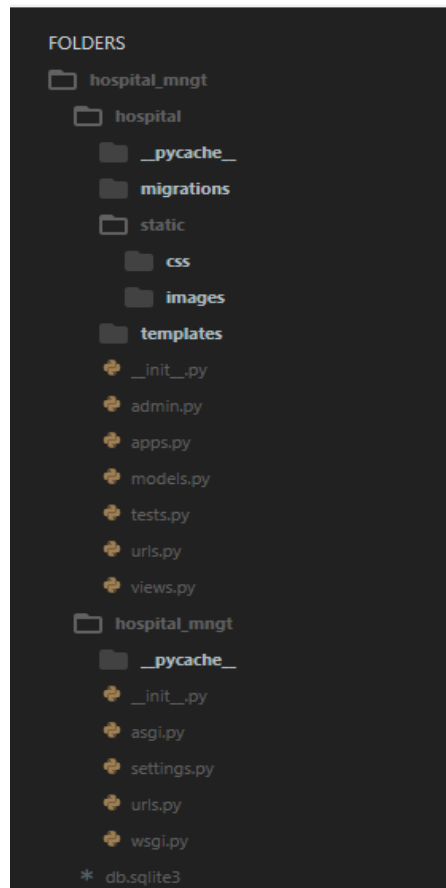 FOLDERS
hospital_mngt
hospital
__pycache__
migrations
static
css
images
templates
__init__.py
admin.py
apps.py
models.py
tests.py
urls.py
views.py
hospital_mngt
__pycache__
__init__.py
asgi.py
settings.py
urls.py
wsgi.py
db.sqlite3